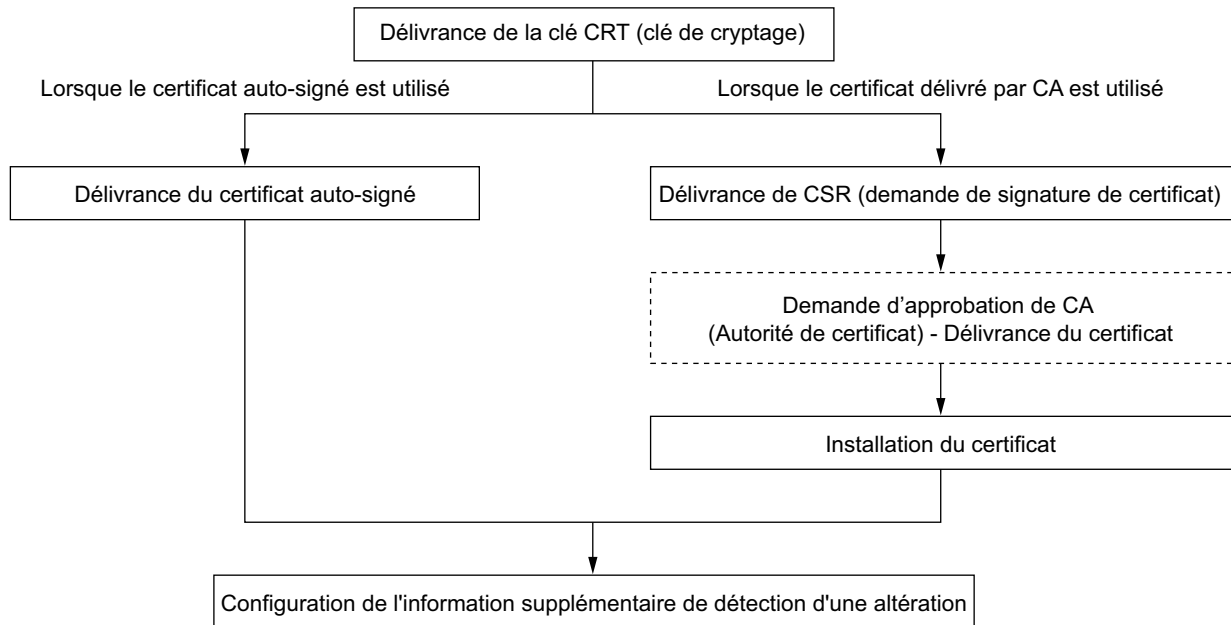 Délivrance de la clé CRT (clé de cryptage)
Lorsque le certificat auto-signé est utilisé
Lorsque le certificat délivré par CA est utilisé
Délivrance du certificat auto-signé
Délivrance de CSR (demande de signature de certificat)
Demande d’approbation de CA
(Autorité de certificat) - Délivrance du certificat
Installation du certificat
Configuration de l'information supplémentaire de détection d'une altération